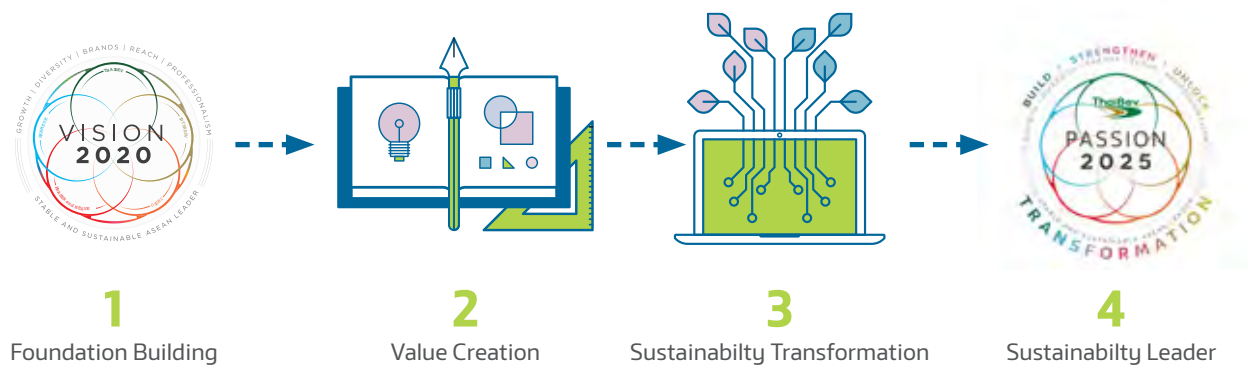 GROWTH | DIVERSITY | BRANDS | REACH | PROFESSIONALISM
VISION
2020
STABLE AND SUSTAINABLE ASEAN LEADER
BUILD • STRENGTHEN • UNLOCK
ThaiBev
PASSION
2025
TRANSFORMATION
1
Foundation Building
2
Value Creation
3
Sustainabilty Transformation
4
Sustainabilty Leader